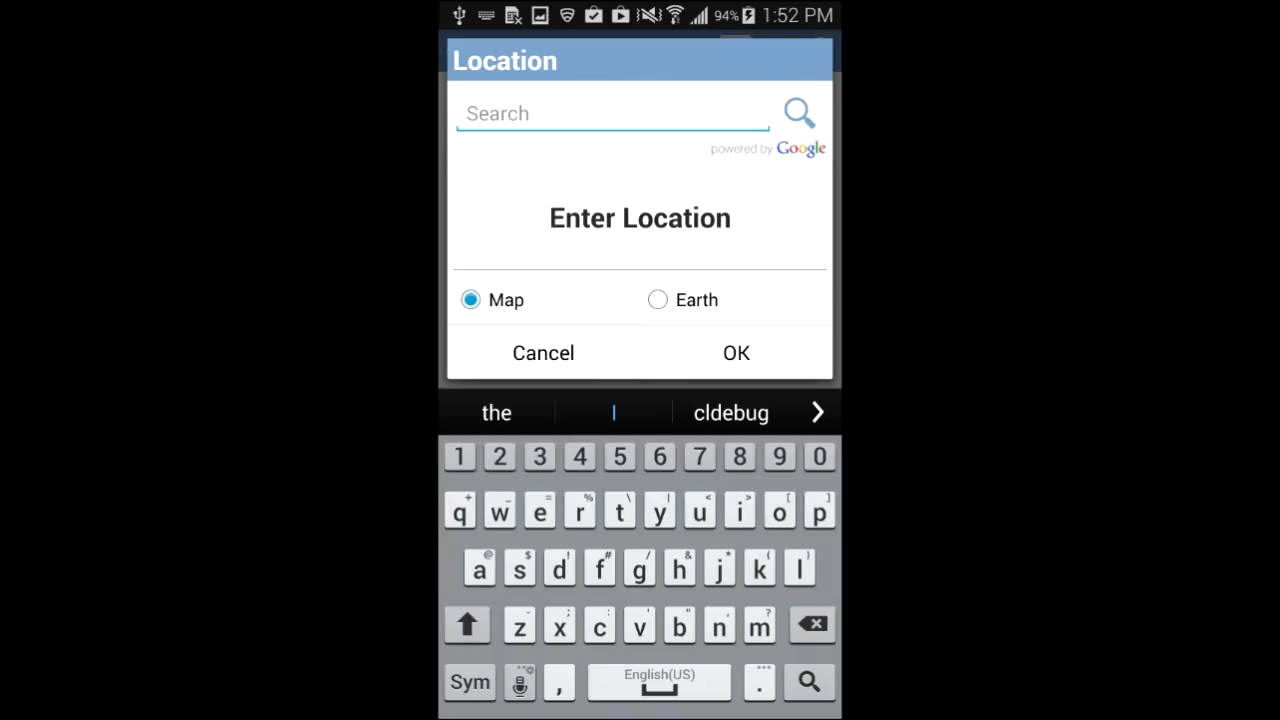 94% 1:52 PM
Location
Search
powered by Google
Enter Location
Map Earth
Cancel OK
the I cldebug
1 2 3 4 5 6 7 8 9 0
q w e r t y u i o p
a s d f g h j k l
z x c v b n m
Sym , English(US) .